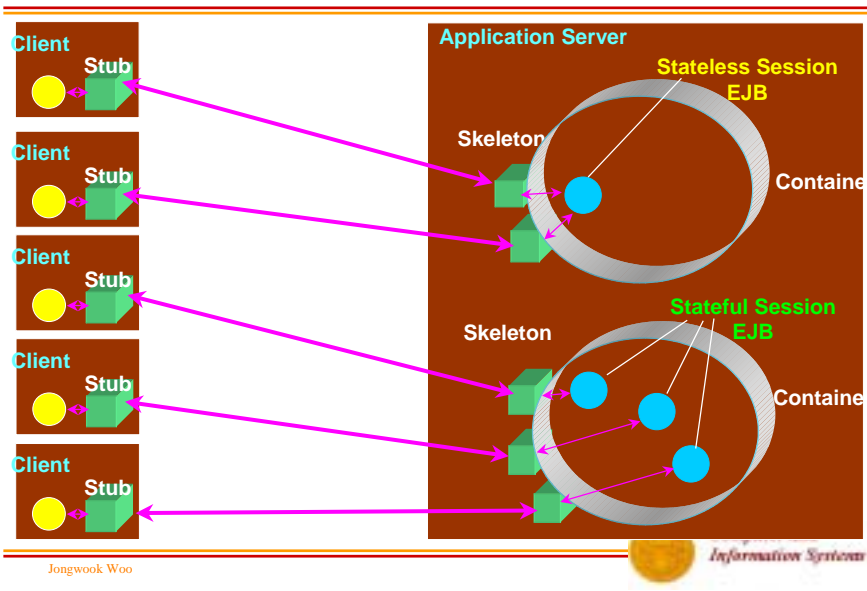 Client
Stub
Client
Stub
Client
Stub
Client
Stub
Client
Stub
Application Server
Stateless Session
EJB
Skeleton
Containe
Stateful Session
EJB
Skeleton
Containe
Jongwook Woo
Information Systems